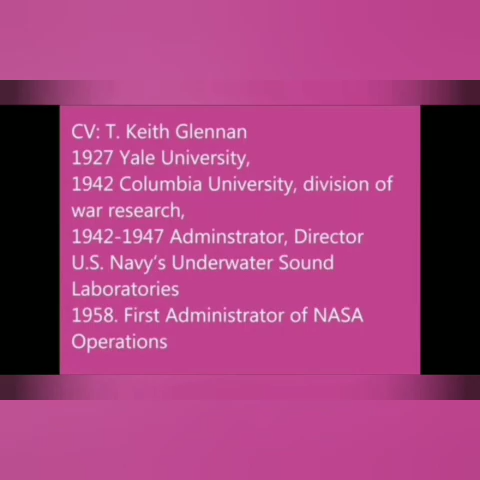 CV: T. Keith Glennan
1927 Yale University,
1942 Columbia University, division of
war research,
1942-1947 Adminstrator, Director
U.S. Navy's Underwater Sound
Laboratories
1958. First Administrator of NASA
Operations